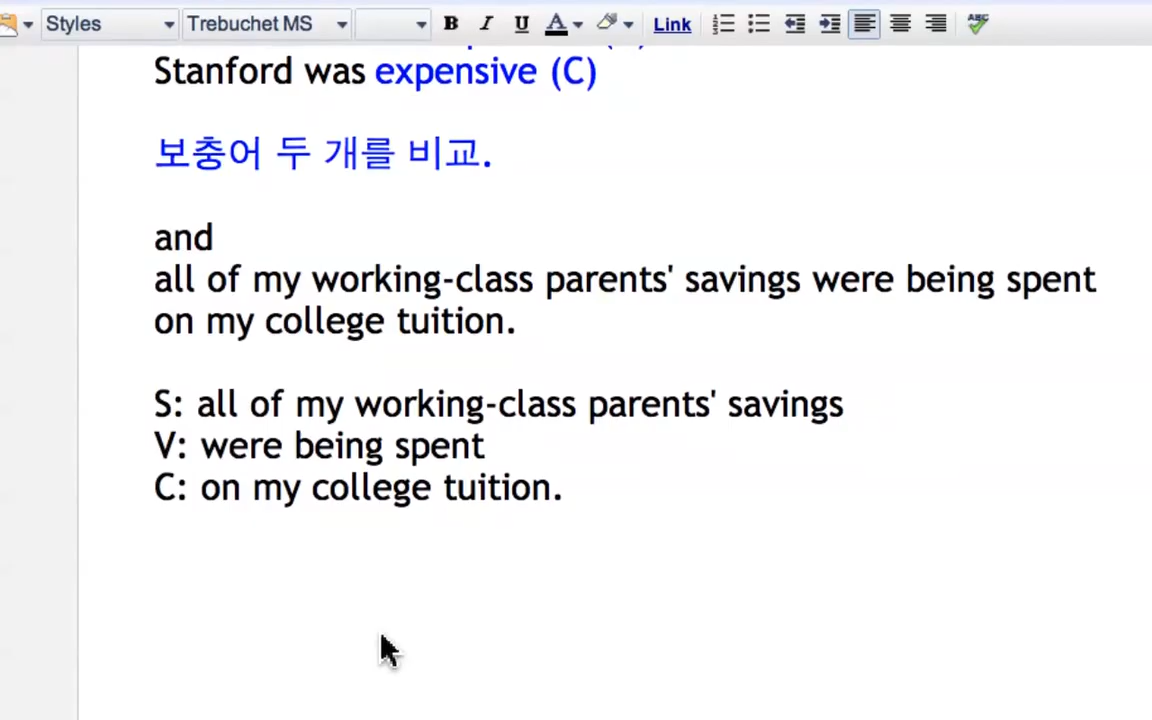 Styles Trebuchet MS B I U A Link ABC
Stanford was expensive (C)
보충어 두 개를 비교.
and
all of my working-class parents' savings were being spent
on my college tuition.
S: all of my working-class parents' savings
V: were being spent
C: on my college tuition.